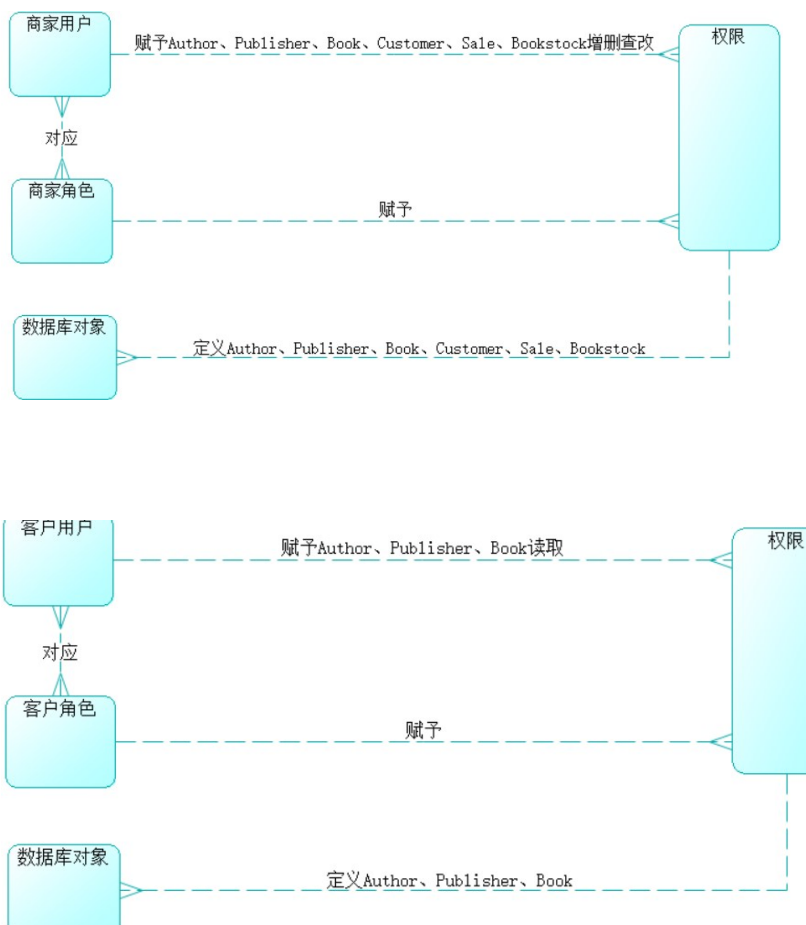 商家用户
赋予Author、Publisher、Book、Customer、Sale、Bookstock增删查改
权限
对应
商家角色
赋予
数据库对象
定义Author、Publisher、Book、Customer、Sale、Bookstock
客户用户
赋予Author、Publisher、Book读取
权限
对应
客户角色
赋予
数据库对象
定义Author、Publisher、Book